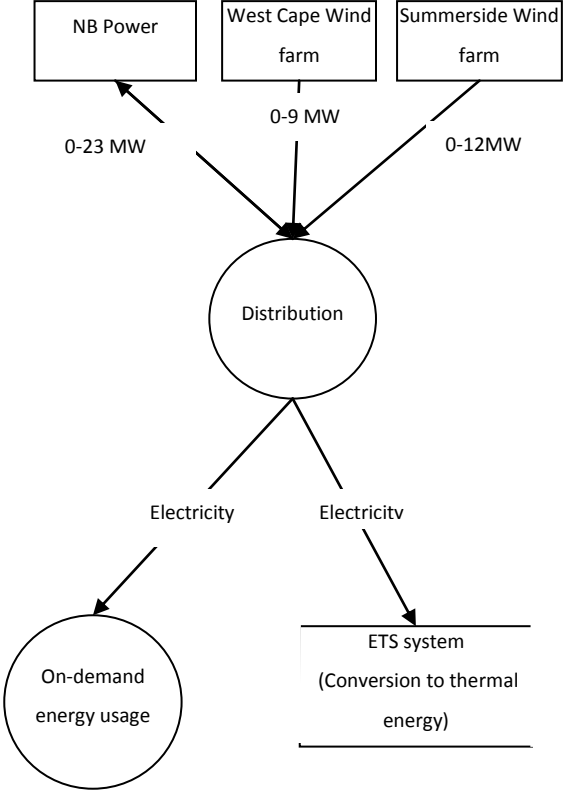 NB Power
West Cape Wind
farm
Summerside Wind
farm
0-9 MW
0-23 MW
0-12MW
Distribution
Electricity
Electricity
On-demand
energy usage
ETS system
(Conversion to thermal
energy)